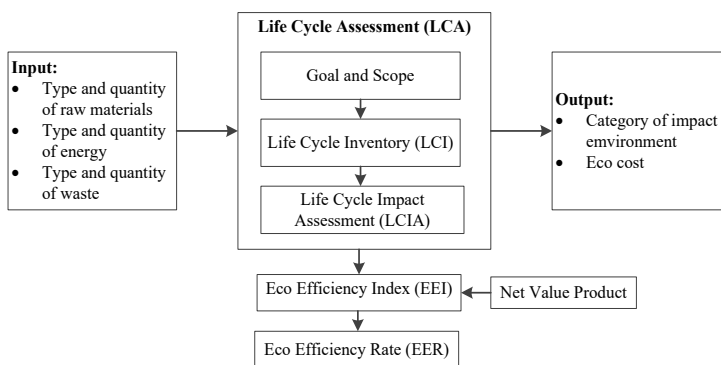 Life Cycle Assessment (LCA)
Input:
• Type and quantity
of raw materials
• Type and quantity
of energy
• Type and quantity
of waste
Goal and Scope
Life Cycle Inventory (LCI)
Life Cycle Impact
Assessment (LCIA)
Output:
• Category of impact
emvironment
• Eco cost
Eco Efficiency Index (EEI)
Net Value Product
Eco Efficiency Rate (EER)